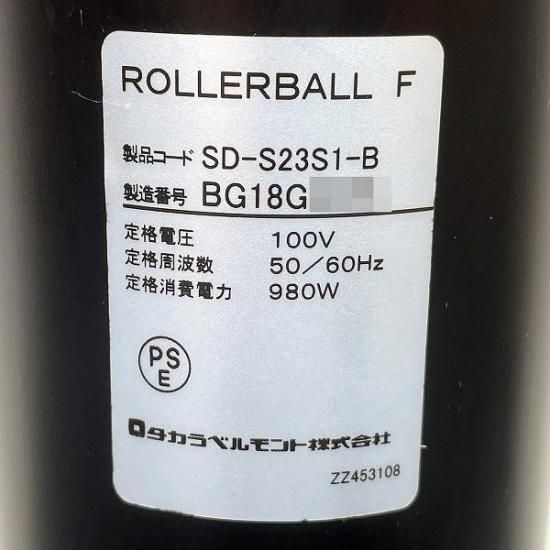 ROLLERBALL F
製品コード SD-S23S1-B
製造番号 BG18G
定格電圧 100V
定格周波数 50/60Hz
定格消費電力 980W
PS
E
タカラベルモント株式会社
ZZ453108